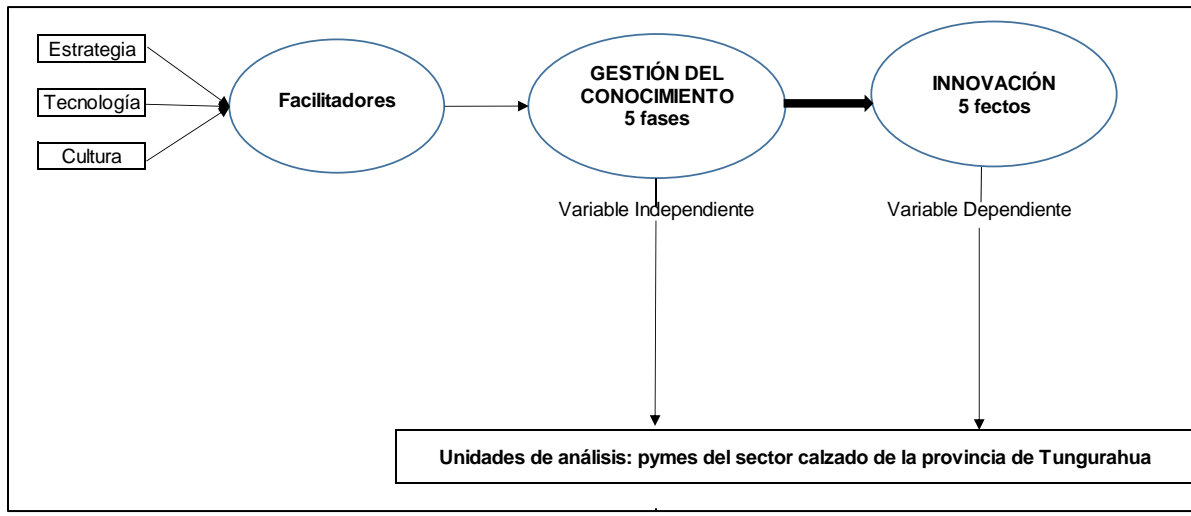 Estrategia
Tecnología
Cultura
Facilitadores
GESTIÓN DEL
CONOCIMIENTO
5 fases
INNOVACIÓN
5 fectos
Variable Independiente
Variable Dependiente
Unidades de análisis: pymes del sector calzado de la provincia de Tungurahua